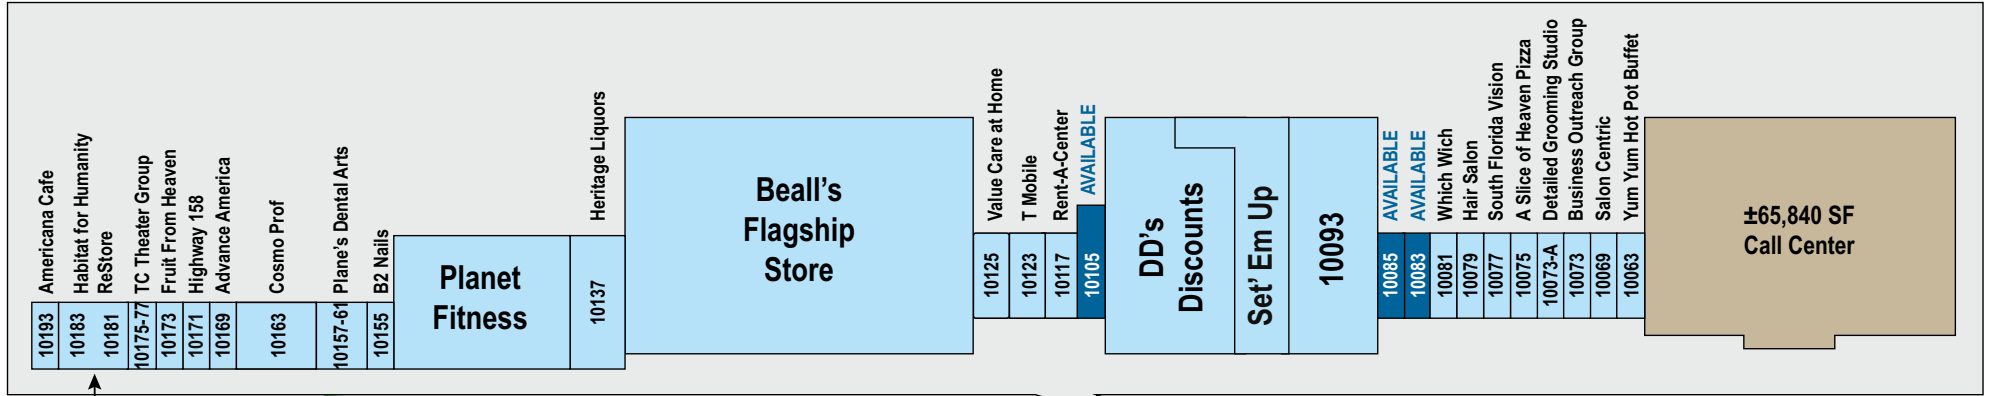 Americana Cafe
10193
Habitat for Humanity
ReStore
10183
10181
TC Theater Group
10175-77
Fruit From Heaven
10173
Highway 158
10171
Advance America
10169
Cosmo Prof
10163
Plane's Dental Arts
10157-61
B2 Nails
10155
Planet
Fitness
Heritage Liquors
10137
Beall's
Flagship
Store
Value Care at Home
10125
T Mobile
10123
Rent-A-Center
10117
AVAILABLE
10105
DD's
Discounts
Set' Em Up
10093
AVAILABLE
10085
AVAILABLE
10083
Which Wich
10081
Hair Salon
10079
South Florida Vision
10077
A Slice of Heaven Pizza
10075
Detailed Grooming Studio
10073-A
Business Outreach Group
10073
Salon Centric
10069
Yum Yum Hot Pot Buffet
10063
±65,840 SF
Call Center